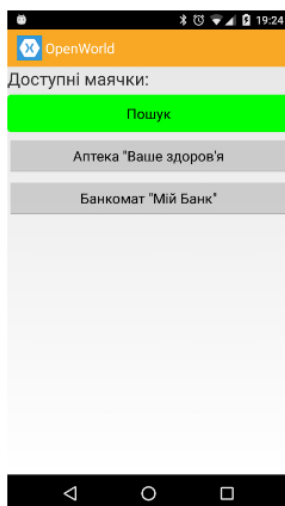 19:24
OpenWorld
Доступні маячки:
Пошук
Аптека "Ваше здоров'я
Банкомат "Мій Банк"